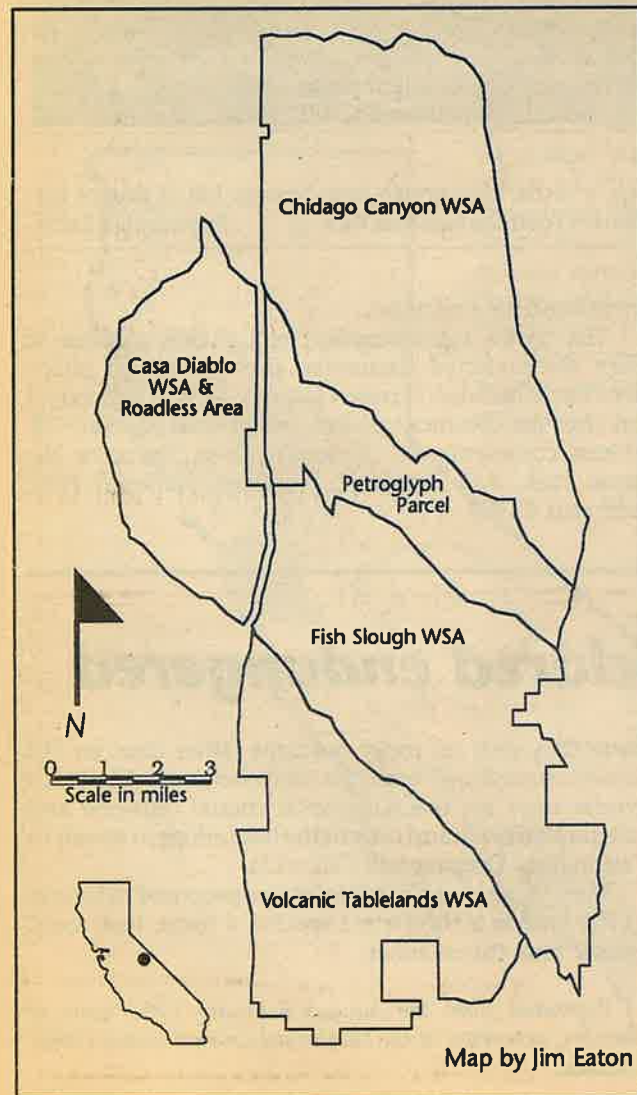 Chidago Canyon WSA
Casa Diablo
WSA &
Roadless Area
Petroglyph
Parcel
Fish Slough WSA
N
0 1 2 3
Scale in miles
Volcanic Tablelands WSA
Map by Jim Eaton